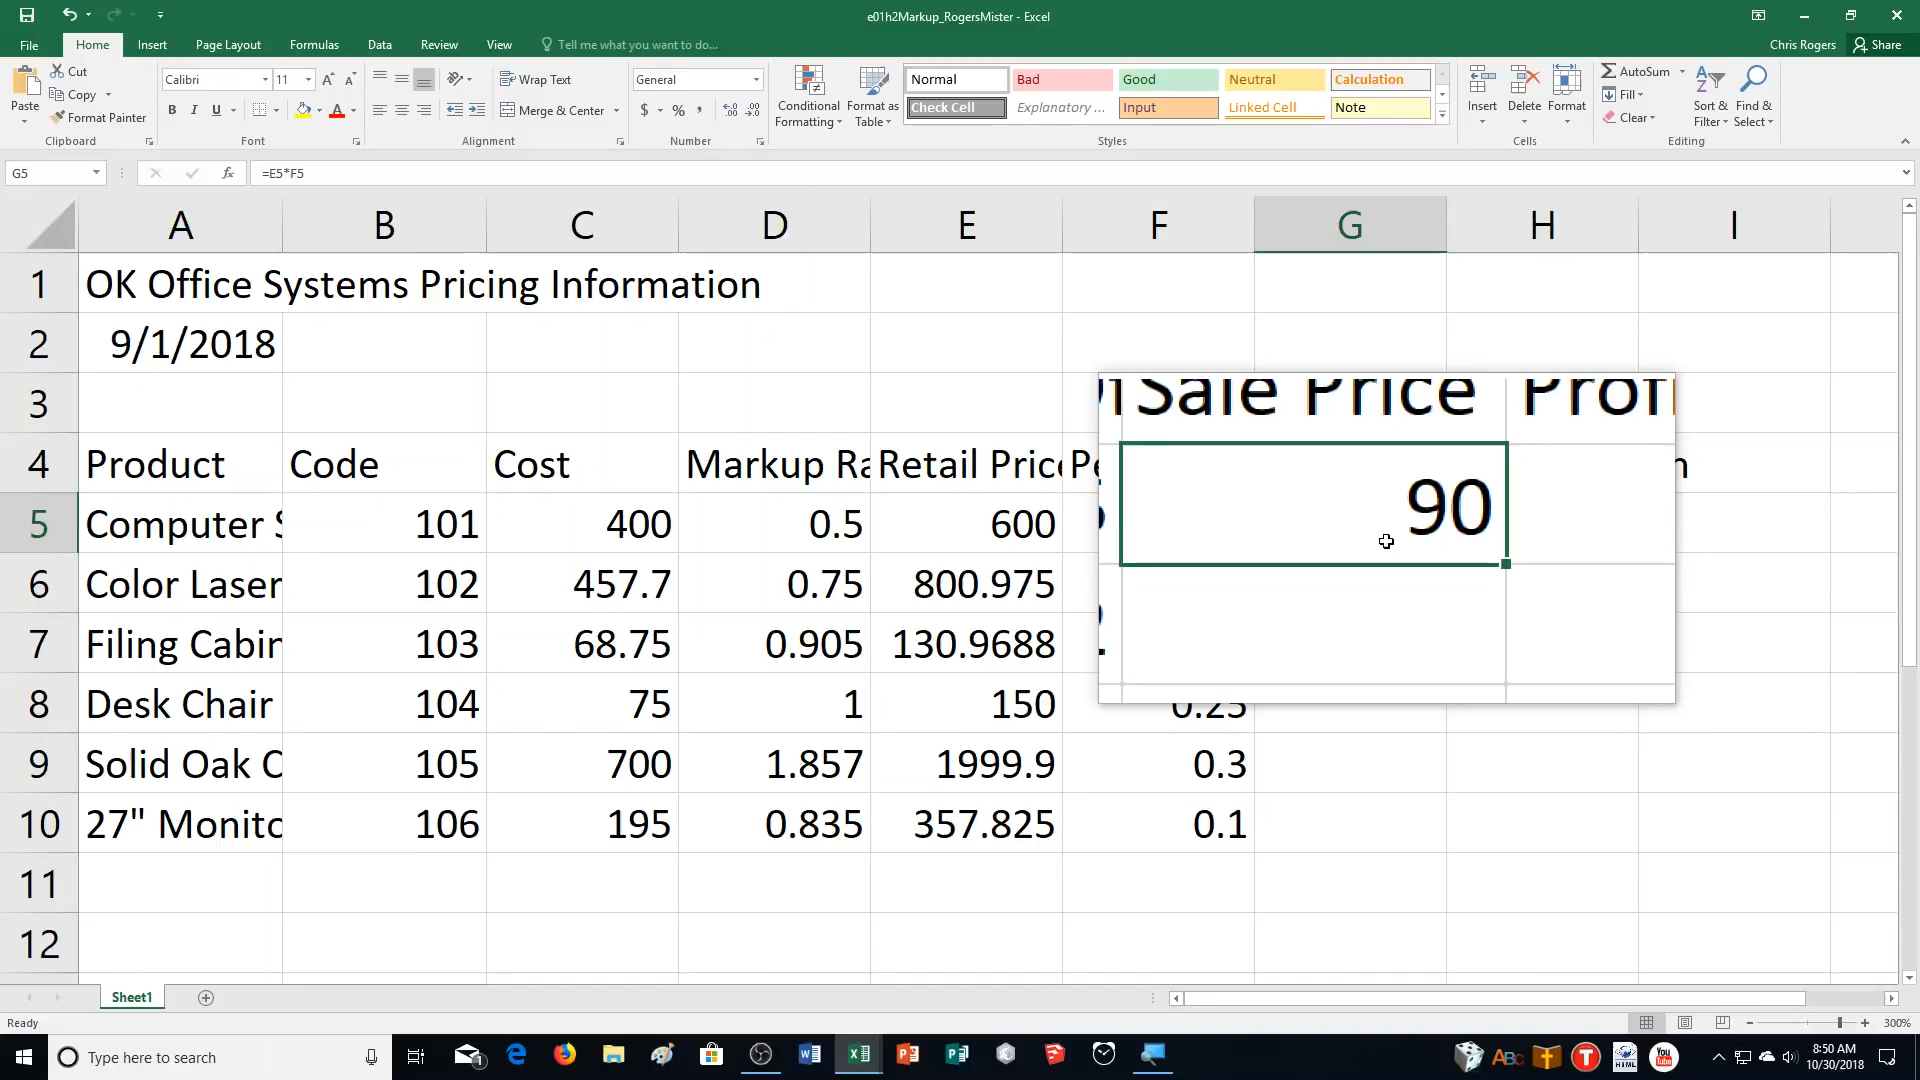 e01h2Markup_RogersMister - Excel
File Home Insert Page Layout Formulas Data Review View Tell me what you want to do... Chris Rogers Share
Paste Cut Calibri 11 Wrap Text General Conditional Formatting Format as Table Normal Bad Good Neutral Calculation Insert Delete Format AutoSum Sort & Filter Find & Select
Copy B I U Merge & Center $ % , Check Cell Explanatory ... Input Linked Cell Note Fill
Format Painter Clear
Clipboard Font Alignment Number Styles Cells Editing
G5 fx =E5*F5
A B C D E F G H I
1 OK Office Systems Pricing Information
2 9/1/2018
3
Sale Price
4 Product Code Cost Markup Ra Retail Price
5 Computer S 101 400 0.5 600 90
6 Color Laser 102 457.7 0.75 800.975
7 Filing Cabin 103 68.75 0.905 130.9688
8 Desk Chair 104 75 1 150 0.25
9 Solid Oak C 105 700 1.857 1999.9 0.3
10 27" Monito 106 195 0.835 357.825 0.1
11
12
Sheet1
Ready 300%
Type here to search 8:50 AM
10/30/2018